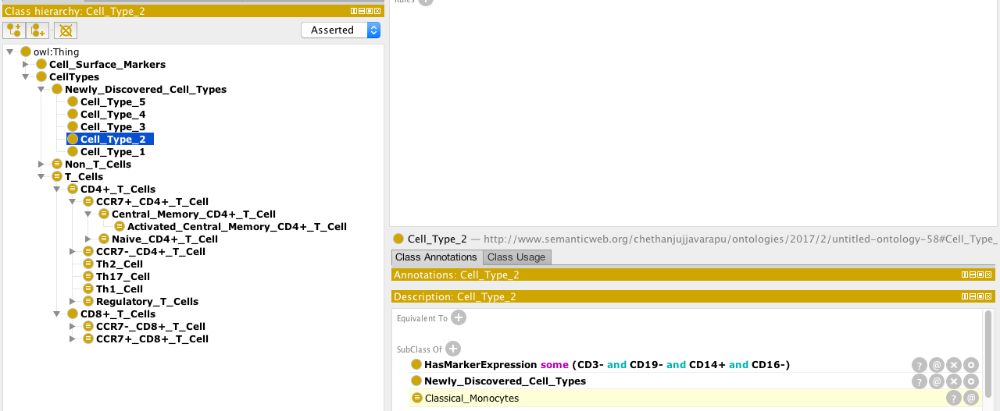 Class hierarchy: Cell_Type_2
Asserted
owl:Thing
Cell_Surface_Markers
CellTypes
Newly_Discovered_Cell_Types
Cell_Type_5
Cell_Type_4
Cell_Type_3
Cell_Type_2
Cell_Type_1
Non_T_Cells
T_Cells
CD4+_T_Cells
CCR7+_CD4+_T_Cell
Central_Memory_CD4+_T_Cell
Activated_Central_Memory_CD4+_T_Cell
Naive_CD4+_T_Cell
CCR7-_CD4+_T_Cell
Th2_Cell
Th17_Cell
Th1_Cell
Regulatory_T_Cells
CD8+_T_Cells
CCR7-_CD8+_T_Cell
CCR7+_CD8+_T_Cell
Rules
Cell_Type_2 — http://www.semanticweb.org/chethanjujjavarapu/ontologies/2017/2/untitled-ontology-58#Cell_Type_
Class Annotations Class Usage
Annotations: Cell_Type_2
Description: Cell_Type_2
Equivalent To
SubClass Of
HasMarkerExpression some (CD3- and CD19- and CD14+ and CD16-)
Newly_Discovered_Cell_Types
Classical_Monocytes